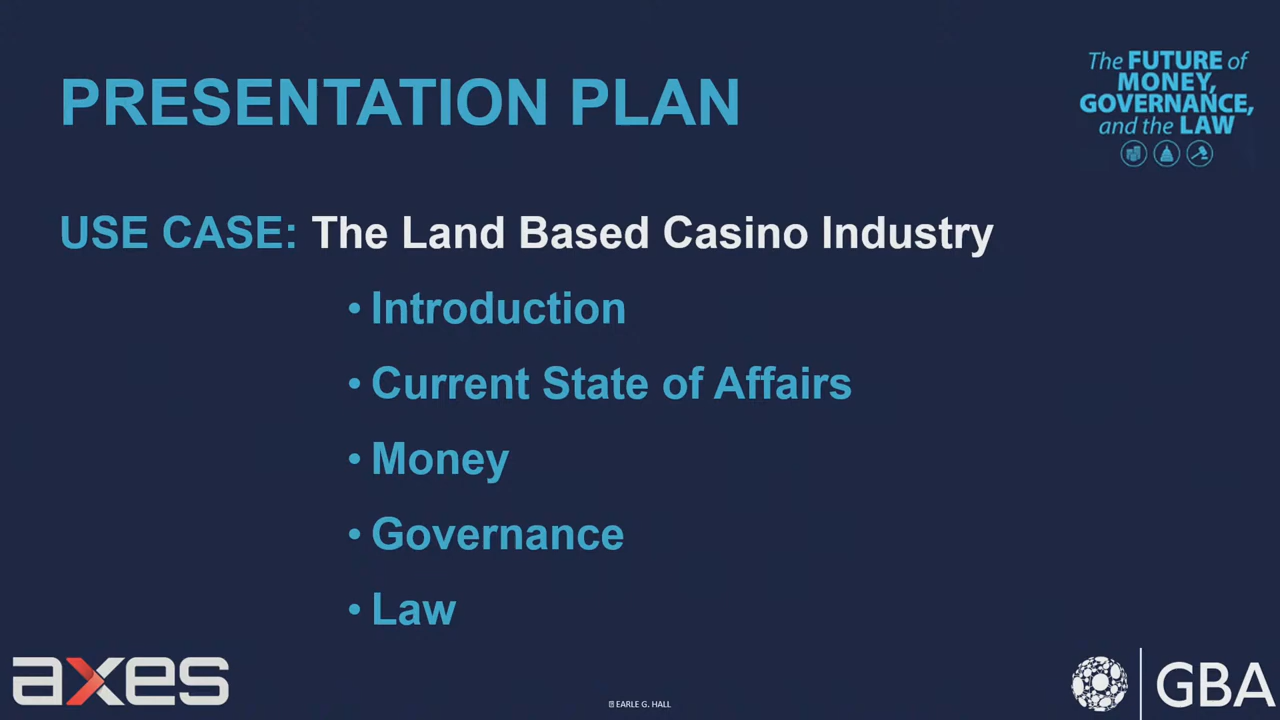 PRESENTATION PLAN
The FUTURE of
MONEY,
GOVERNANCE,
and the LAW
USE CASE: The Land Based Casino Industry
• Introduction
• Current State of Affairs
• Money
• Governance
• Law
axes
EARLE G. HALL
GBA